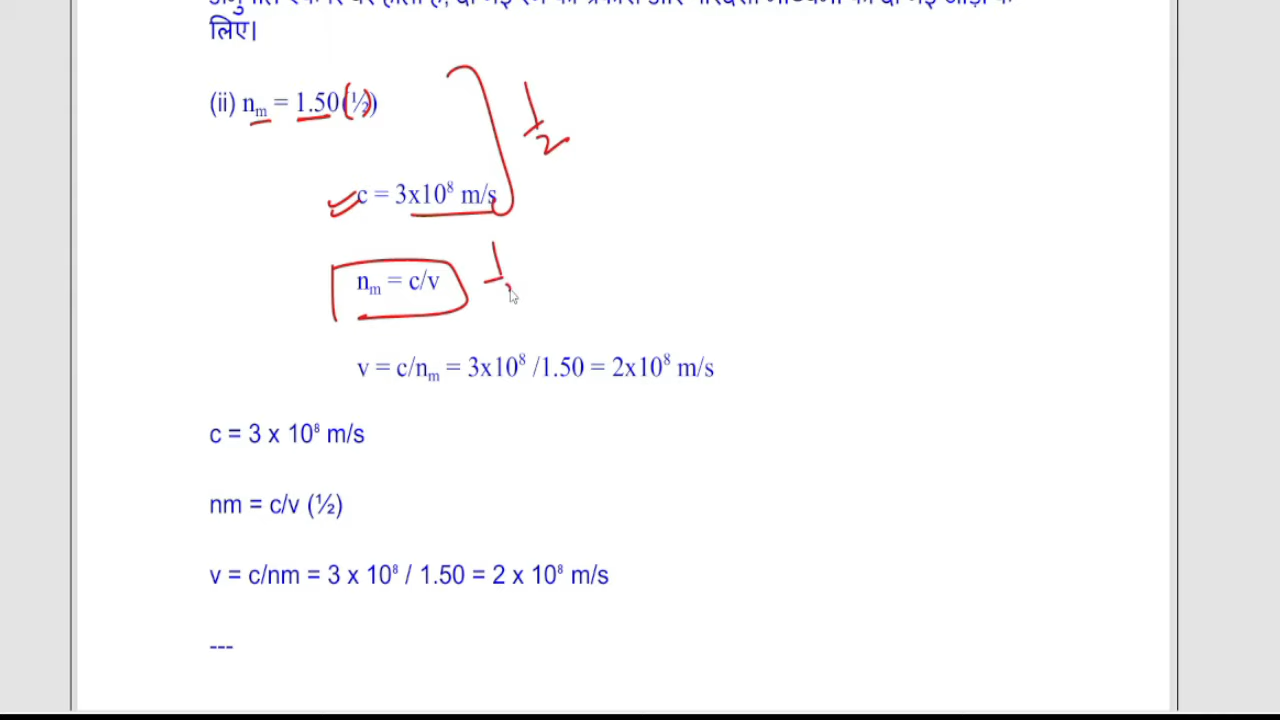 लिए।
(ii) nₘ = 1.50(½)
1/2
c = 3x10⁸ m/s
nₘ = c/v
v = c/nₘ = 3x10⁸ /1.50 = 2x10⁸ m/s
c = 3 x 10⁸ m/s
nm = c/v (½)
v = c/nm = 3 x 10⁸ / 1.50 = 2 x 10⁸ m/s
---